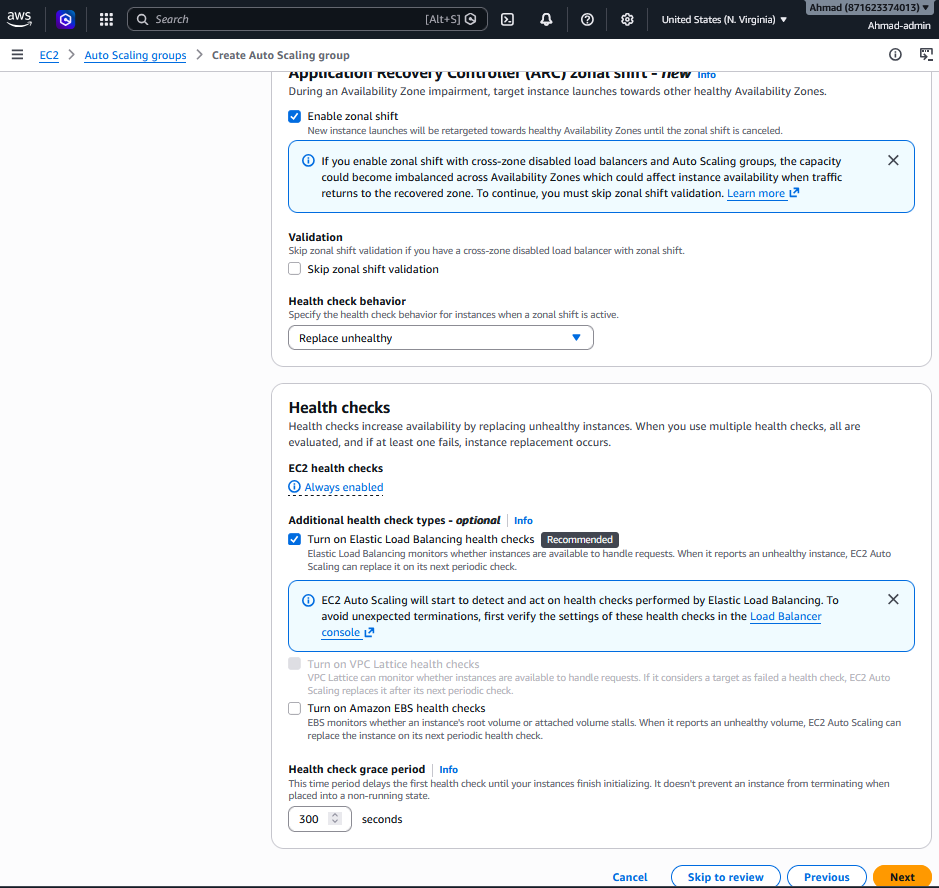 aws
Search
[Alt+S]
United States (N. Virginia)
Ahmad (871623374013)
Ahmad-admin
EC2 > Auto Scaling groups > Create Auto Scaling group
Application Recovery Controller (ARC) zonal shift - new Info
During an Availability Zone impairment, target instance launches towards other healthy Availability Zones.
Enable zonal shift
New instance launches will be retargeted towards healthy Availability Zones until the zonal shift is canceled.
If you enable zonal shift with cross-zone disabled load balancers and Auto Scaling groups, the capacity
could become imbalanced across Availability Zones which could affect instance availability when traffic
returns to the recovered zone. To continue, you must skip zonal shift validation. Learn more
Validation
Skip zonal shift validation if you have a cross-zone disabled load balancer with zonal shift.
Skip zonal shift validation
Health check behavior
Specify the health check behavior for instances when a zonal shift is active.
Replace unhealthy
Health checks
Health checks increase availability by replacing unhealthy instances. When you use multiple health checks, all are
evaluated, and if at least one fails, instance replacement occurs.
EC2 health checks
Always enabled
Additional health check types - optional Info
Turn on Elastic Load Balancing health checks Recommended
Elastic Load Balancing monitors whether instances are available to handle requests. When it reports an unhealthy instance, EC2 Auto
Scaling can replace it on its next periodic check.
EC2 Auto Scaling will start to detect and act on health checks performed by Elastic Load Balancing. To
avoid unexpected terminations, first verify the settings of these health checks in the Load Balancer
console
Turn on VPC Lattice health checks
VPC Lattice can monitor whether instances are available to handle requests. If it considers a target as failed a health check, EC2 Auto
Scaling replaces it after its next periodic check.
Turn on Amazon EBS health checks
EBS monitors whether an instance's root volume or attached volume stalls. When it reports an unhealthy volume, EC2 Auto Scaling can
replace the instance on its next periodic health check.
Health check grace period Info
This time period delays the first health check until your instances finish initializing. It doesn't prevent an instance from terminating when
placed into a non-running state.
300 seconds
Cancel
Skip to review
Previous
Next